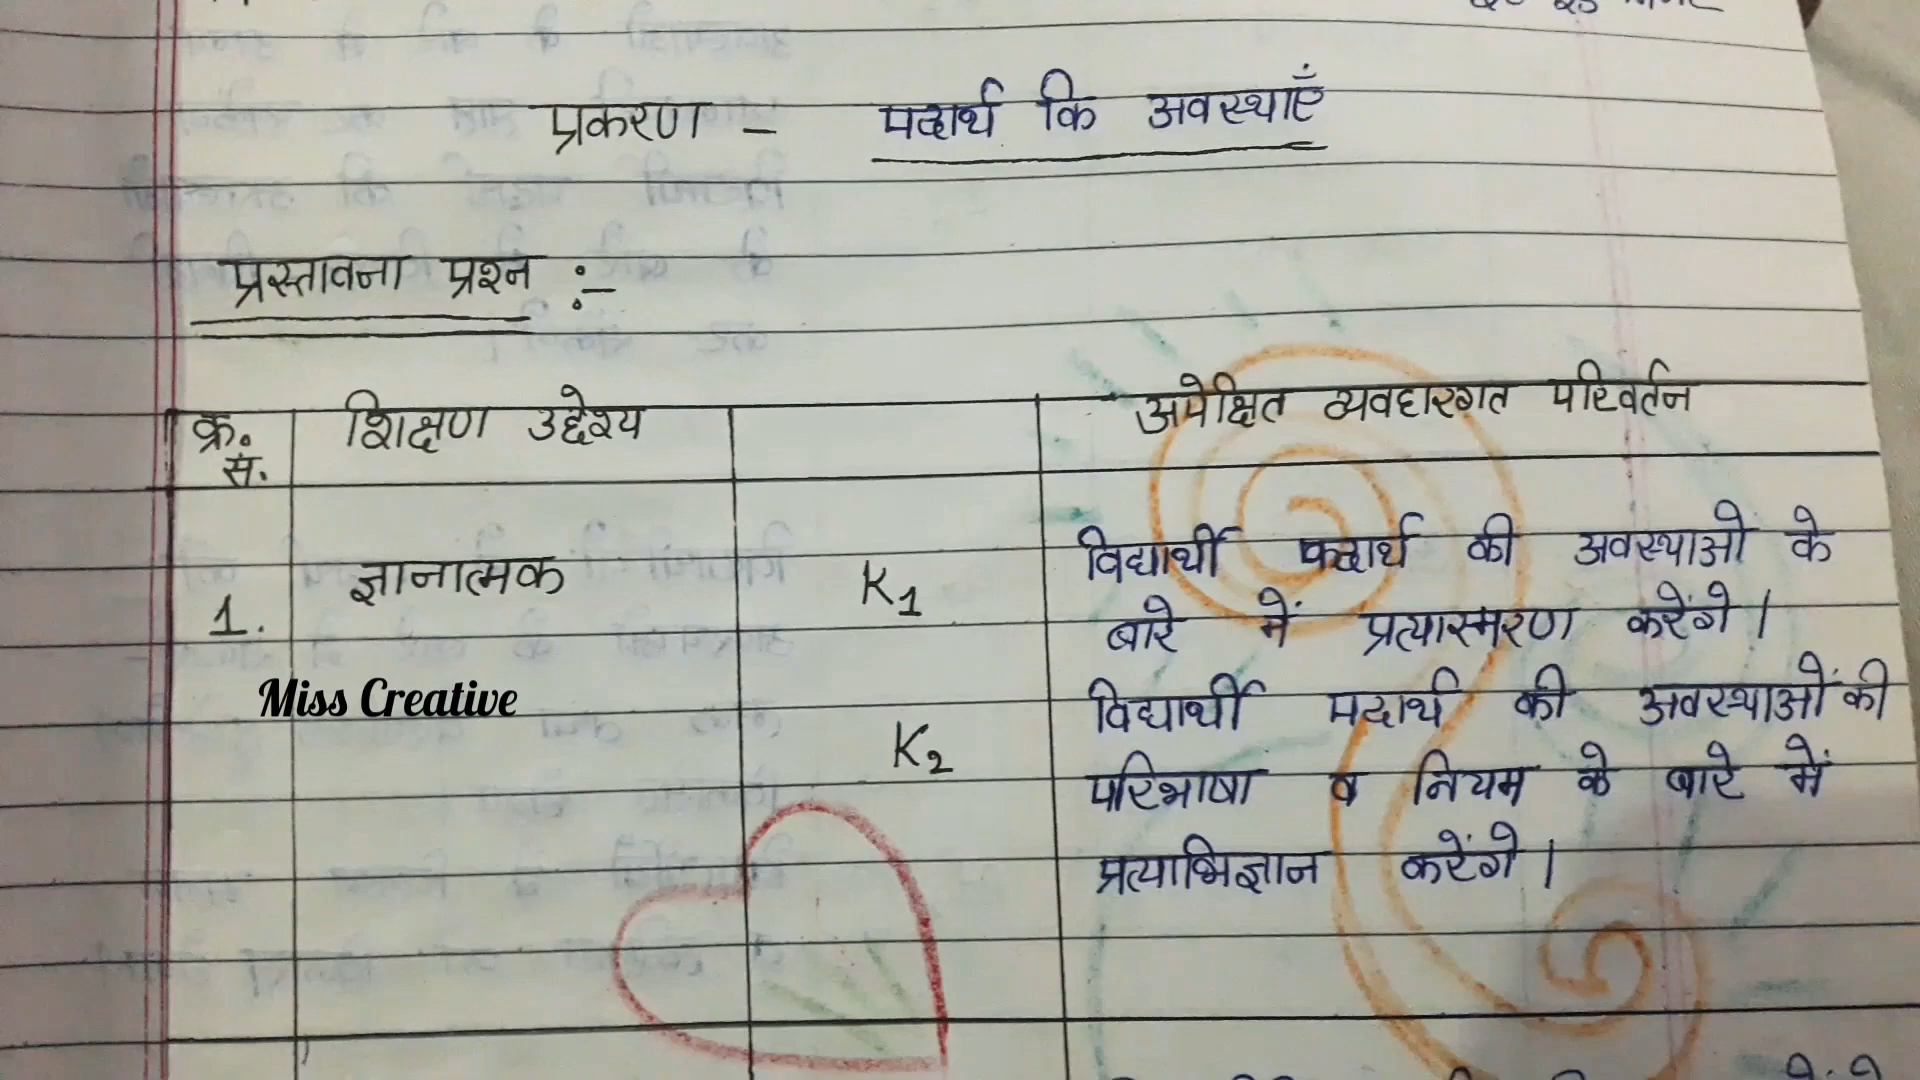 प्रकरण - पदार्थ कि अवस्थाएँ
प्रस्तावना प्रश्न :-
क्र. सं. शिक्षण उद्देश्य अपेक्षित व्यवहारगत परिवर्तन
1. ज्ञानात्मक K1 विद्यार्थी पदार्थ की अवस्थाओ के
बारे में प्रत्यास्मरण करेंगे।
Miss Creative
K2 विद्यार्थी पदार्थ की अवस्थाओं की
परिभाषा व नियम के बारे में
प्रत्याभिज्ञान करेंगे।